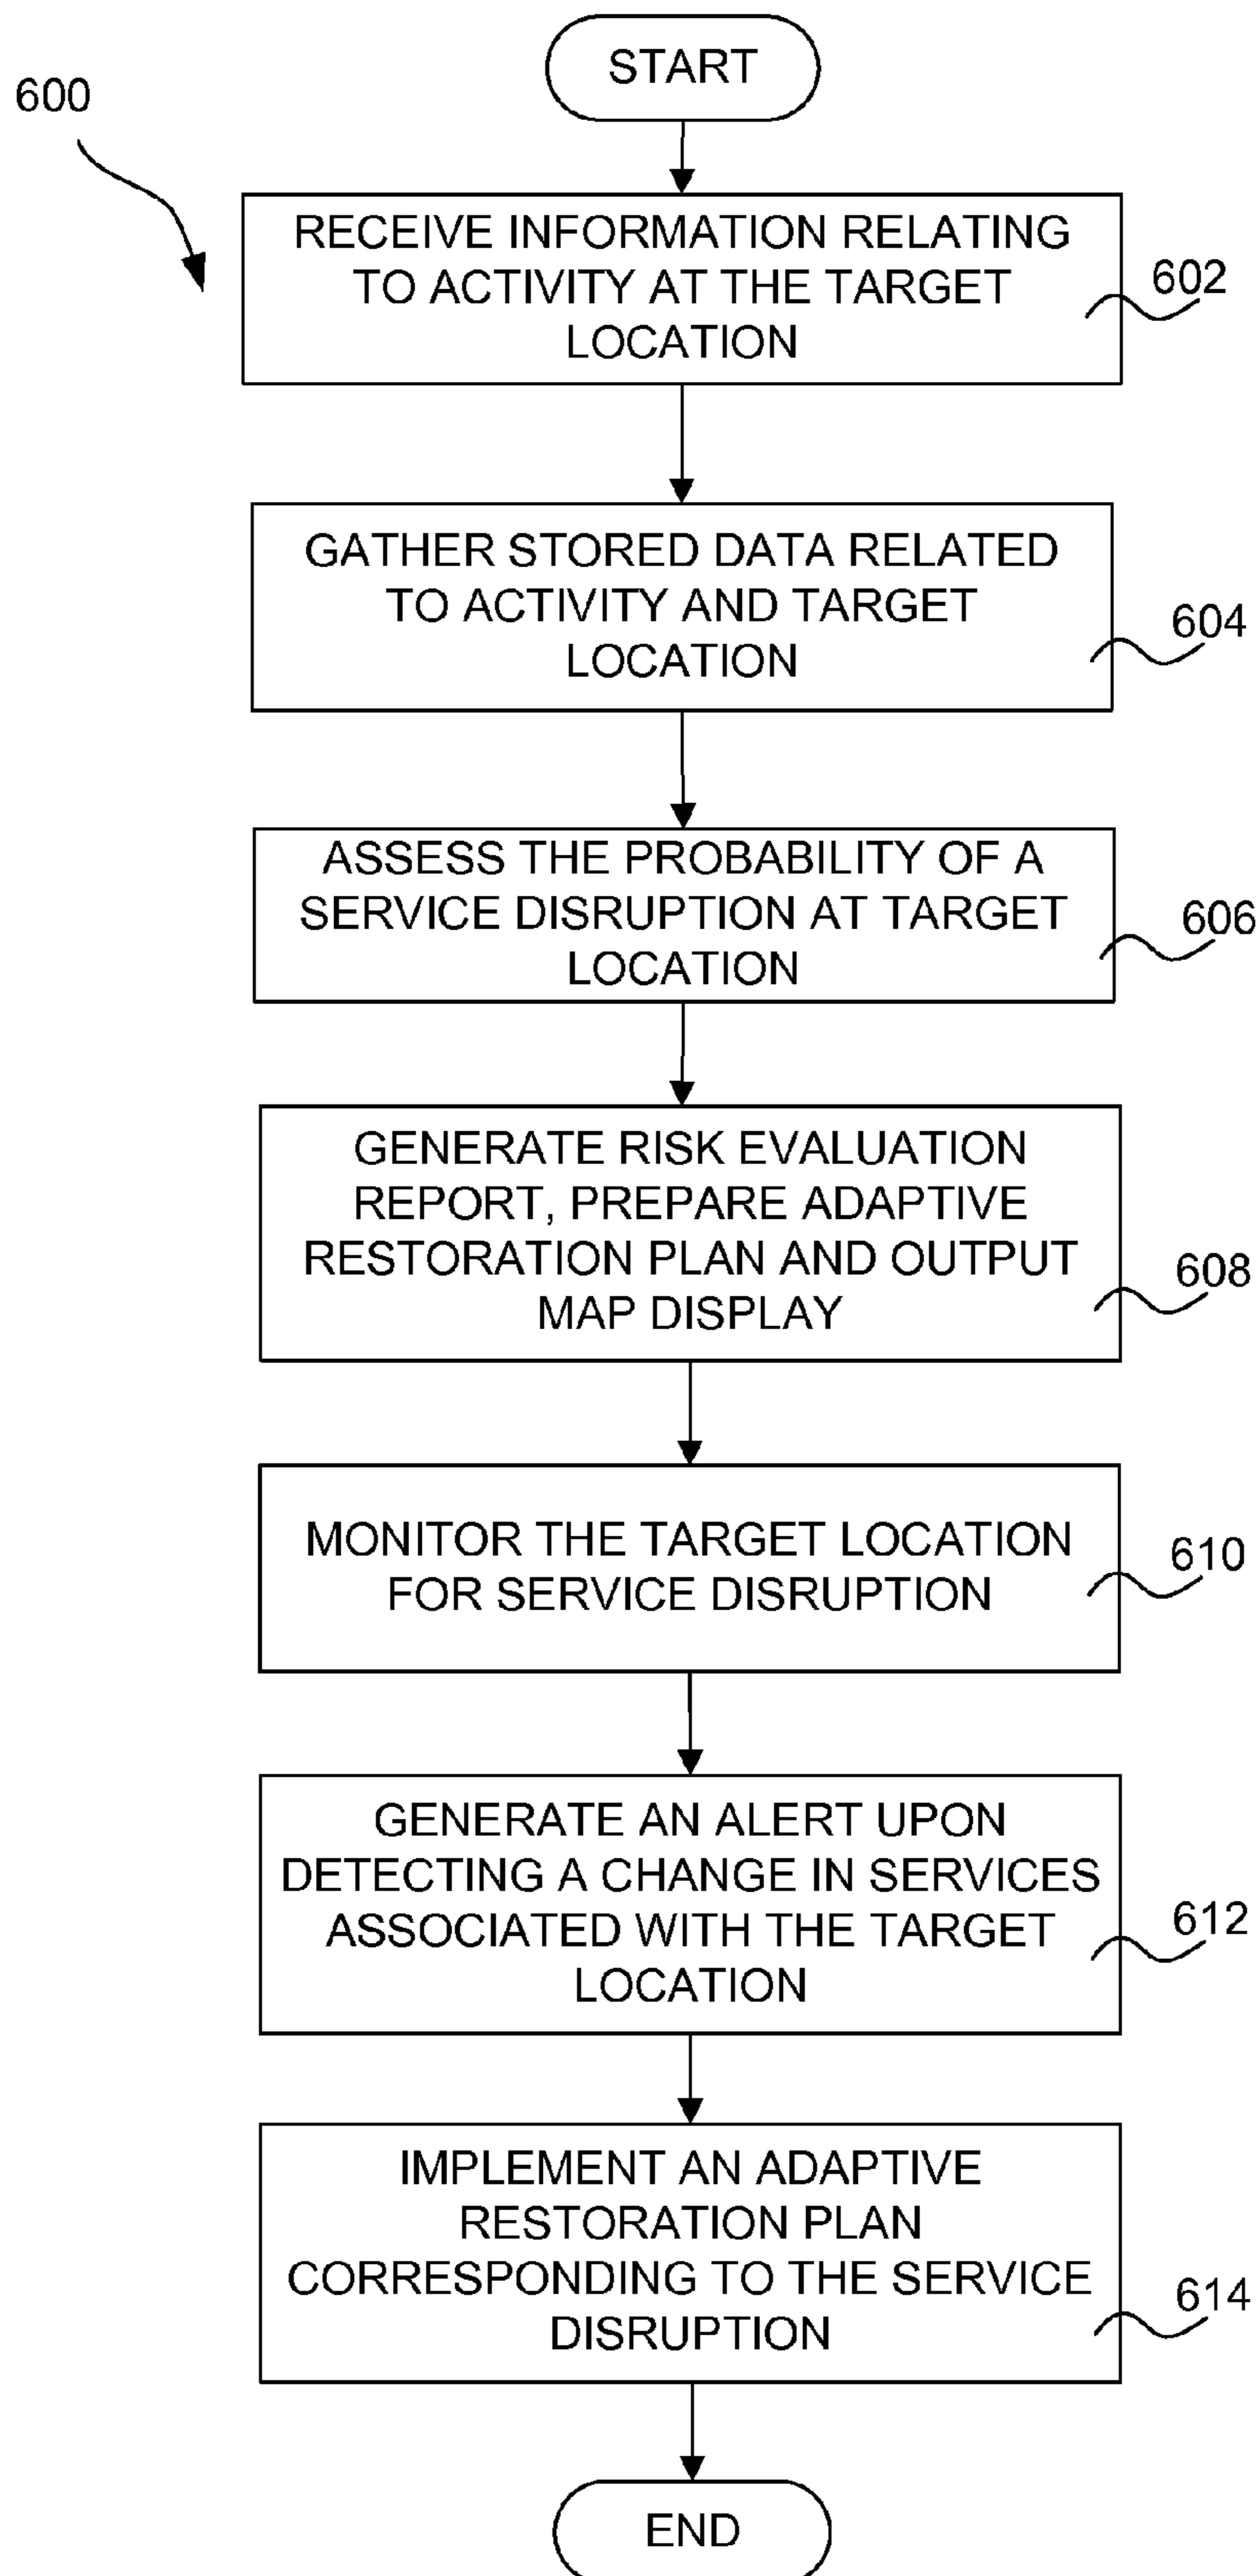 START
600
RECEIVE INFORMATION RELATING
TO ACTIVITY AT THE TARGET
LOCATION
602
GATHER STORED DATA RELATED
TO ACTIVITY AND TARGET
LOCATION
604
ASSESS THE PROBABILITY OF A
SERVICE DISRUPTION AT TARGET
LOCATION
606
GENERATE RISK EVALUATION
REPORT, PREPARE ADAPTIVE
RESTORATION PLAN AND OUTPUT
MAP DISPLAY
608
MONITOR THE TARGET LOCATION
FOR SERVICE DISRUPTION
610
GENERATE AN ALERT UPON
DETECTING A CHANGE IN SERVICES
ASSOCIATED WITH THE TARGET
LOCATION
612
IMPLEMENT AN ADAPTIVE
RESTORATION PLAN
CORRESPONDING TO THE SERVICE
DISRUPTION
614
END